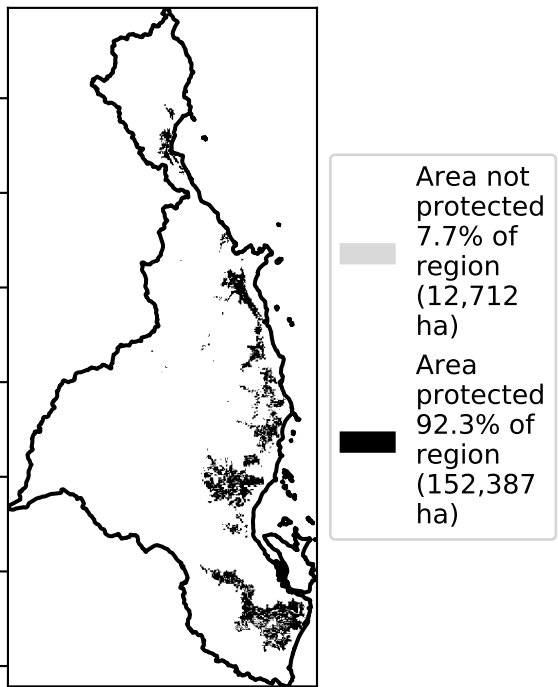 Area not
protected
7.7% of
region
(12,712
ha)
Area
protected
92.3% of
region
(152,387
ha)